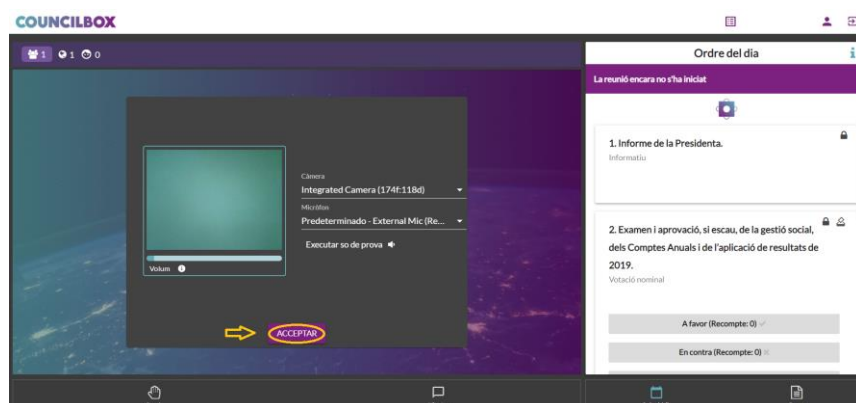 COUNCILBOX
1 1 0
Ordre del dia
La reunió encara no s'ha iniciat
Càmera
Integrated Camera (174f:118d)
Micròfon
Predeterminado - External Mic (Re...
Executar so de prova
Volum
ACCEPTAR
1. Informe de la Presidenta.
Informatiu
2. Examen i aprovació, si escau, de la gestió social,
dels Comptes Anuals i de l'aplicació de resultats de
2019.
Votació nominal
A favor (Recompte: 0)
En contra (Recompte: 0)